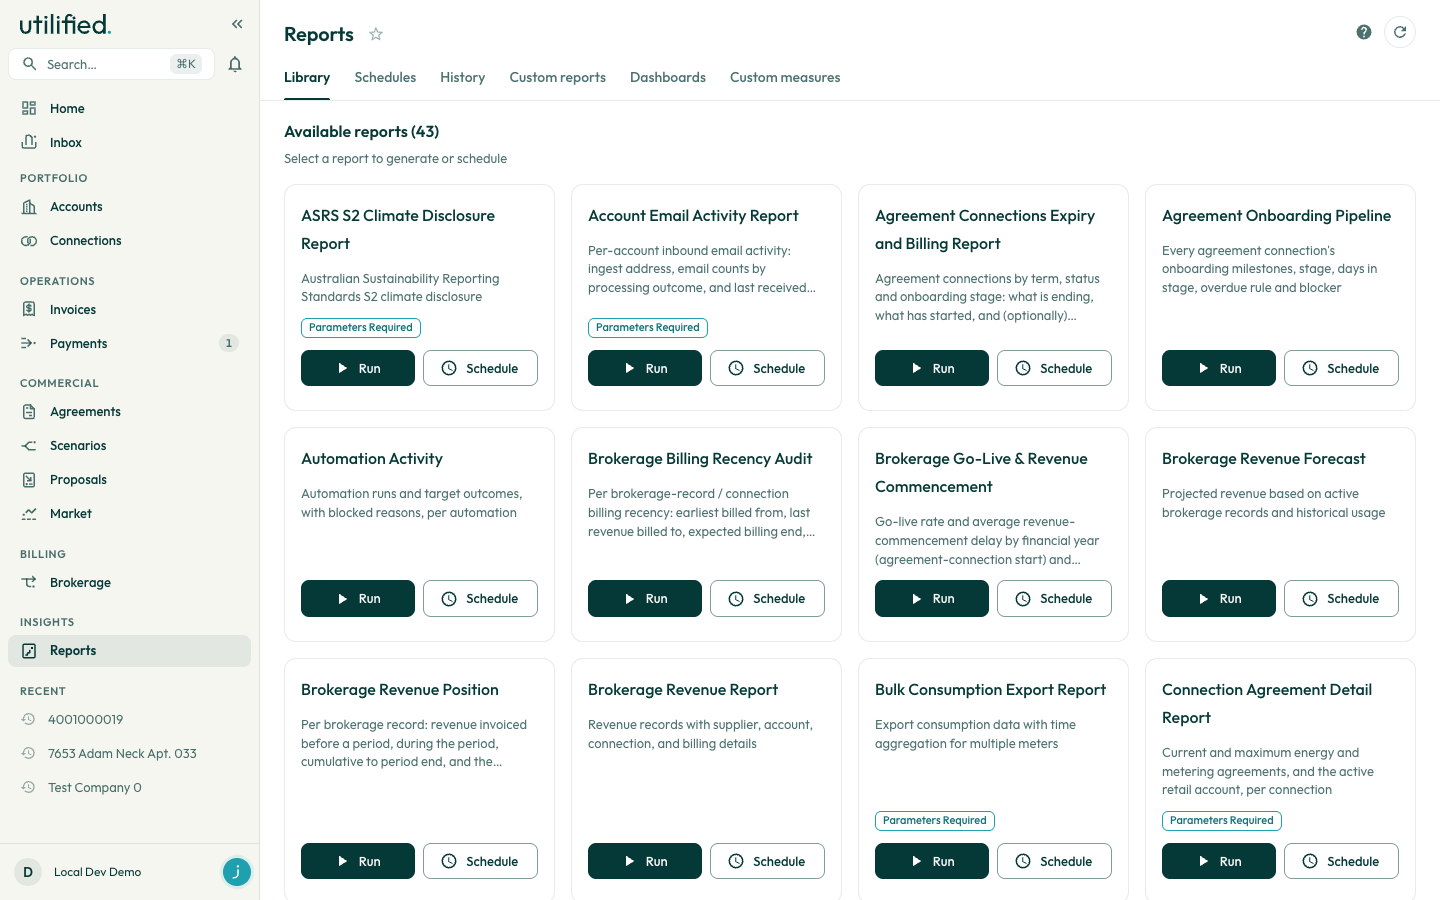 utilified.
Search...
⌘K
Home
Inbox
PORTFOLIO
Accounts
Connections
OPERATIONS
Invoices
Payments
1
COMMERCIAL
Agreements
Scenarios
Proposals
Market
BILLING
Brokerage
INSIGHTS
Reports
RECENT
4001000019
7653 Adam Neck Apt. 033
Test Company 0
D
Local Dev Demo
j
Reports
Library
Schedules
History
Custom reports
Dashboards
Custom measures
Available reports (43)
Select a report to generate or schedule
ASRS S2 Climate Disclosure
Report
Australian Sustainability Reporting
Standards S2 climate disclosure
Parameters Required
Run
Schedule
Account Email Activity Report
Per-account inbound email activity:
ingest address, email counts by
processing outcome, and last received...
Parameters Required
Run
Schedule
Agreement Connections Expiry
and Billing Report
Agreement connections by term, status
and onboarding stage: what is ending,
what has started, and (optionally)...
Run
Schedule
Agreement Onboarding Pipeline
Every agreement connection's
onboarding milestones, stage, days in
stage, overdue rule and blocker
Run
Schedule
Automation Activity
Automation runs and target outcomes,
with blocked reasons, per automation
Run
Schedule
Brokerage Billing Recency Audit
Per brokerage-record / connection
billing recency: earliest billed from, last
revenue billed to, expected billing end,...
Run
Schedule
Brokerage Go-Live & Revenue
Commencement
Go-live rate and average revenue-
commencement delay by financial year
(agreement-connection start) and...
Run
Schedule
Brokerage Revenue Forecast
Projected revenue based on active
brokerage records and historical usage
Run
Schedule
Brokerage Revenue Position
Per brokerage record: revenue invoiced
before a period, during the period,
cumulative to period end, and the...
Run
Schedule
Brokerage Revenue Report
Revenue records with supplier, account,
connection, and billing details
Run
Schedule
Bulk Consumption Export Report
Export consumption data with time
aggregation for multiple meters
Parameters Required
Run
Schedule
Connection Agreement Detail
Report
Current and maximum energy and
metering agreements, and the active
retail account, per connection
Parameters Required
Run
Schedule